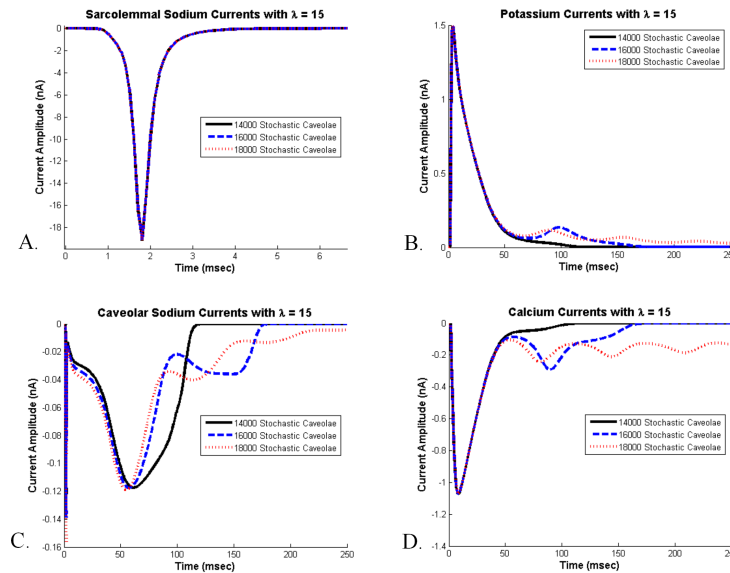 Sarcolemmal Sodium Currents with λ = 15
0
-2
-4
-6
-8
-10
-12
-14
-16
-18
Current Amplitude (nA)
14000 Stochastic Caveolae
16000 Stochastic Caveolae
18000 Stochastic Caveolae
0 1 2 3 4 5 6
Time (msec)
A.
Potassium Currents with λ = 15
1.5
1
0.5
0
Current Amplitude (nA)
14000 Stochastic Caveolae
16000 Stochastic Caveolae
18000 Stochastic Caveolae
0 50 100 150 200 250
Time (msec)
B.
Caveolar Sodium Currents with λ = 15
0
-0.02
-0.04
-0.06
-0.08
-0.1
-0.12
-0.14
-0.16
Current Amplitude (nA)
14000 Stochastic Caveolae
16000 Stochastic Caveolae
18000 Stochastic Caveolae
0 50 100 150 200 250
Time (msec)
C.
Calcium Currents with λ = 15
0
-0.2
-0.4
-0.6
-0.8
-1
-1.2
-1.4
Current Amplitude (nA)
14000 Stochastic Caveolae
16000 Stochastic Caveolae
18000 Stochastic Caveolae
0 50 100 150 200
Time (msec)
D.